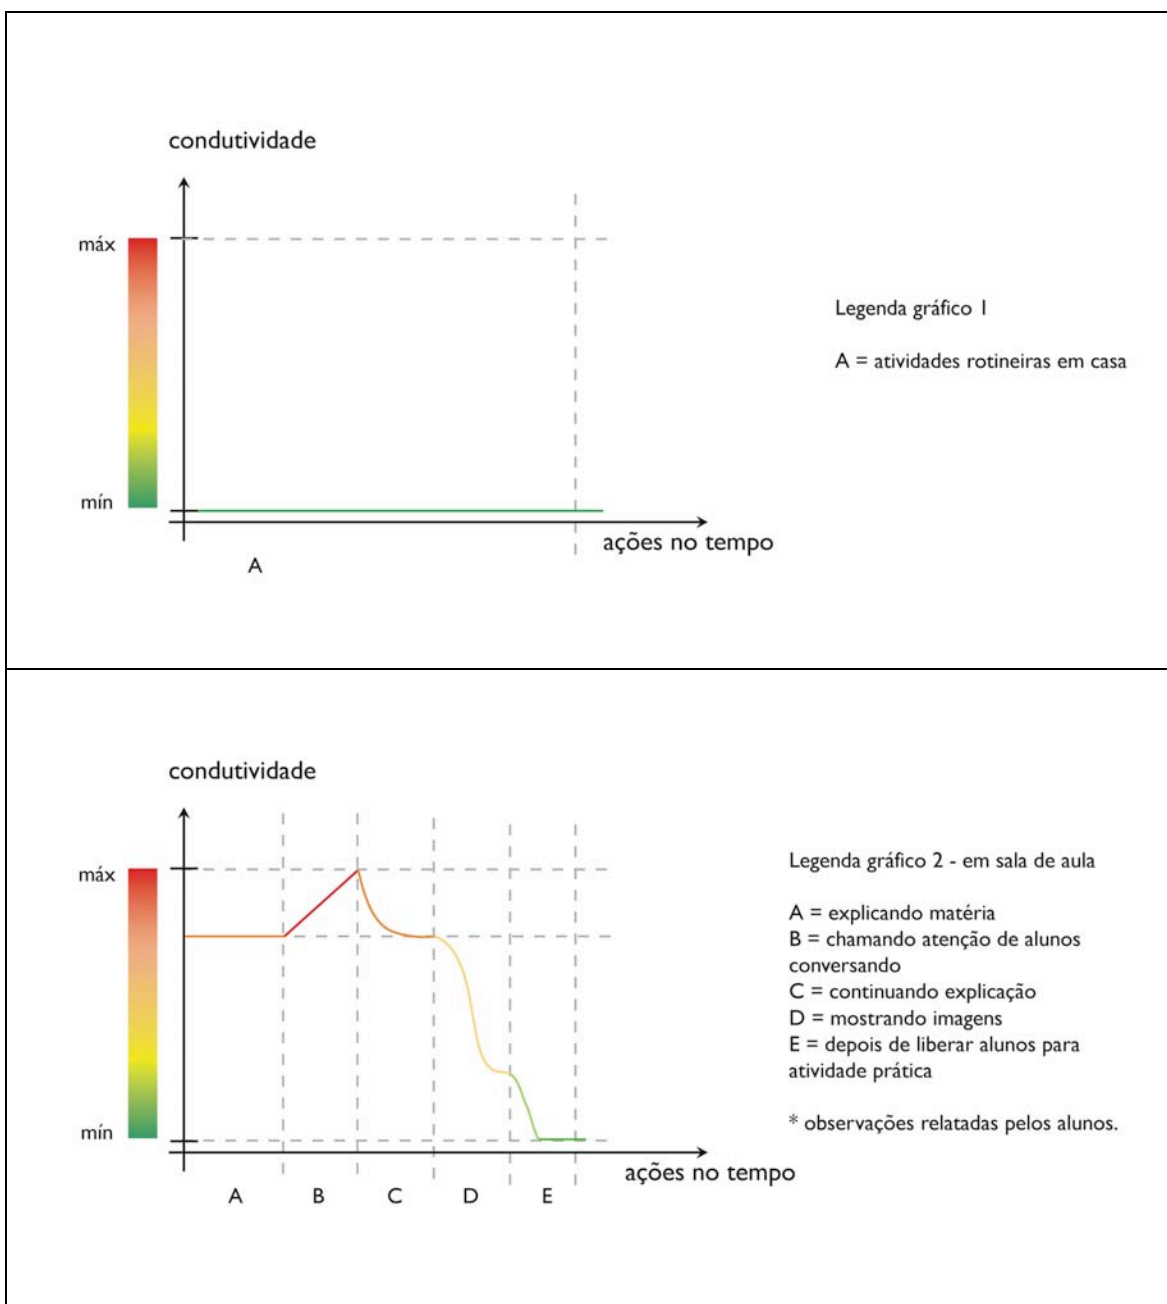 condutividade
máx
mín
ações no tempo
A
Legenda gráfico 1
A = atividades rotineiras em casa
condutividade
máx
mín
ações no tempo
A B C D E
Legenda gráfico 2 - em sala de aula
A = explicando matéria
B = chamando atenção de alunos
conversando
C = continuando explicação
D = mostrando imagens
E = depois de liberar alunos para
atividade prática
* observações relatadas pelos alunos.